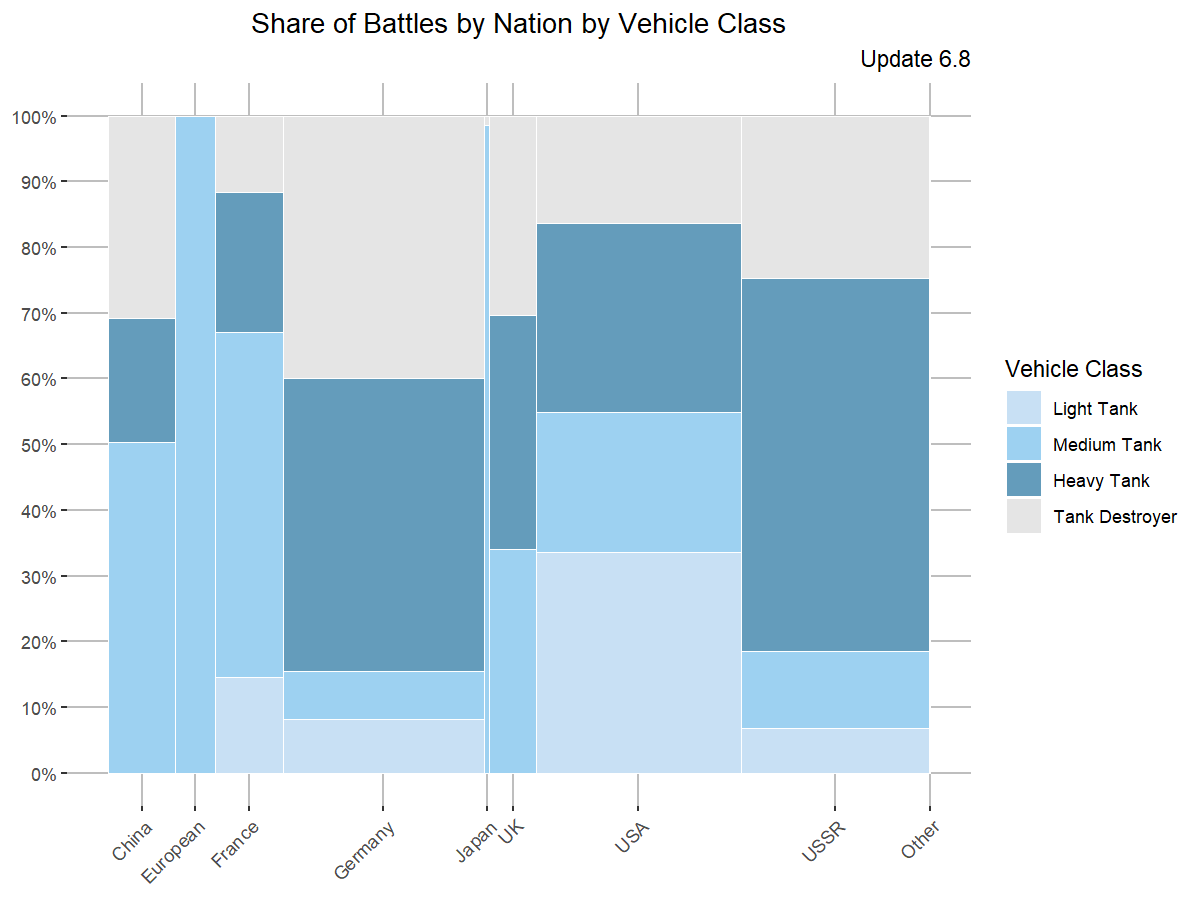 Share of Battles by Nation by Vehicle Class
Update 6.8
100%
90%
80%
70%
60%
50%
40%
30%
20%
10%
0%
China
European
France
Germany
Japan
UK
USA
USSR
Other
Vehicle Class
Light Tank
Medium Tank
Heavy Tank
Tank Destroyer